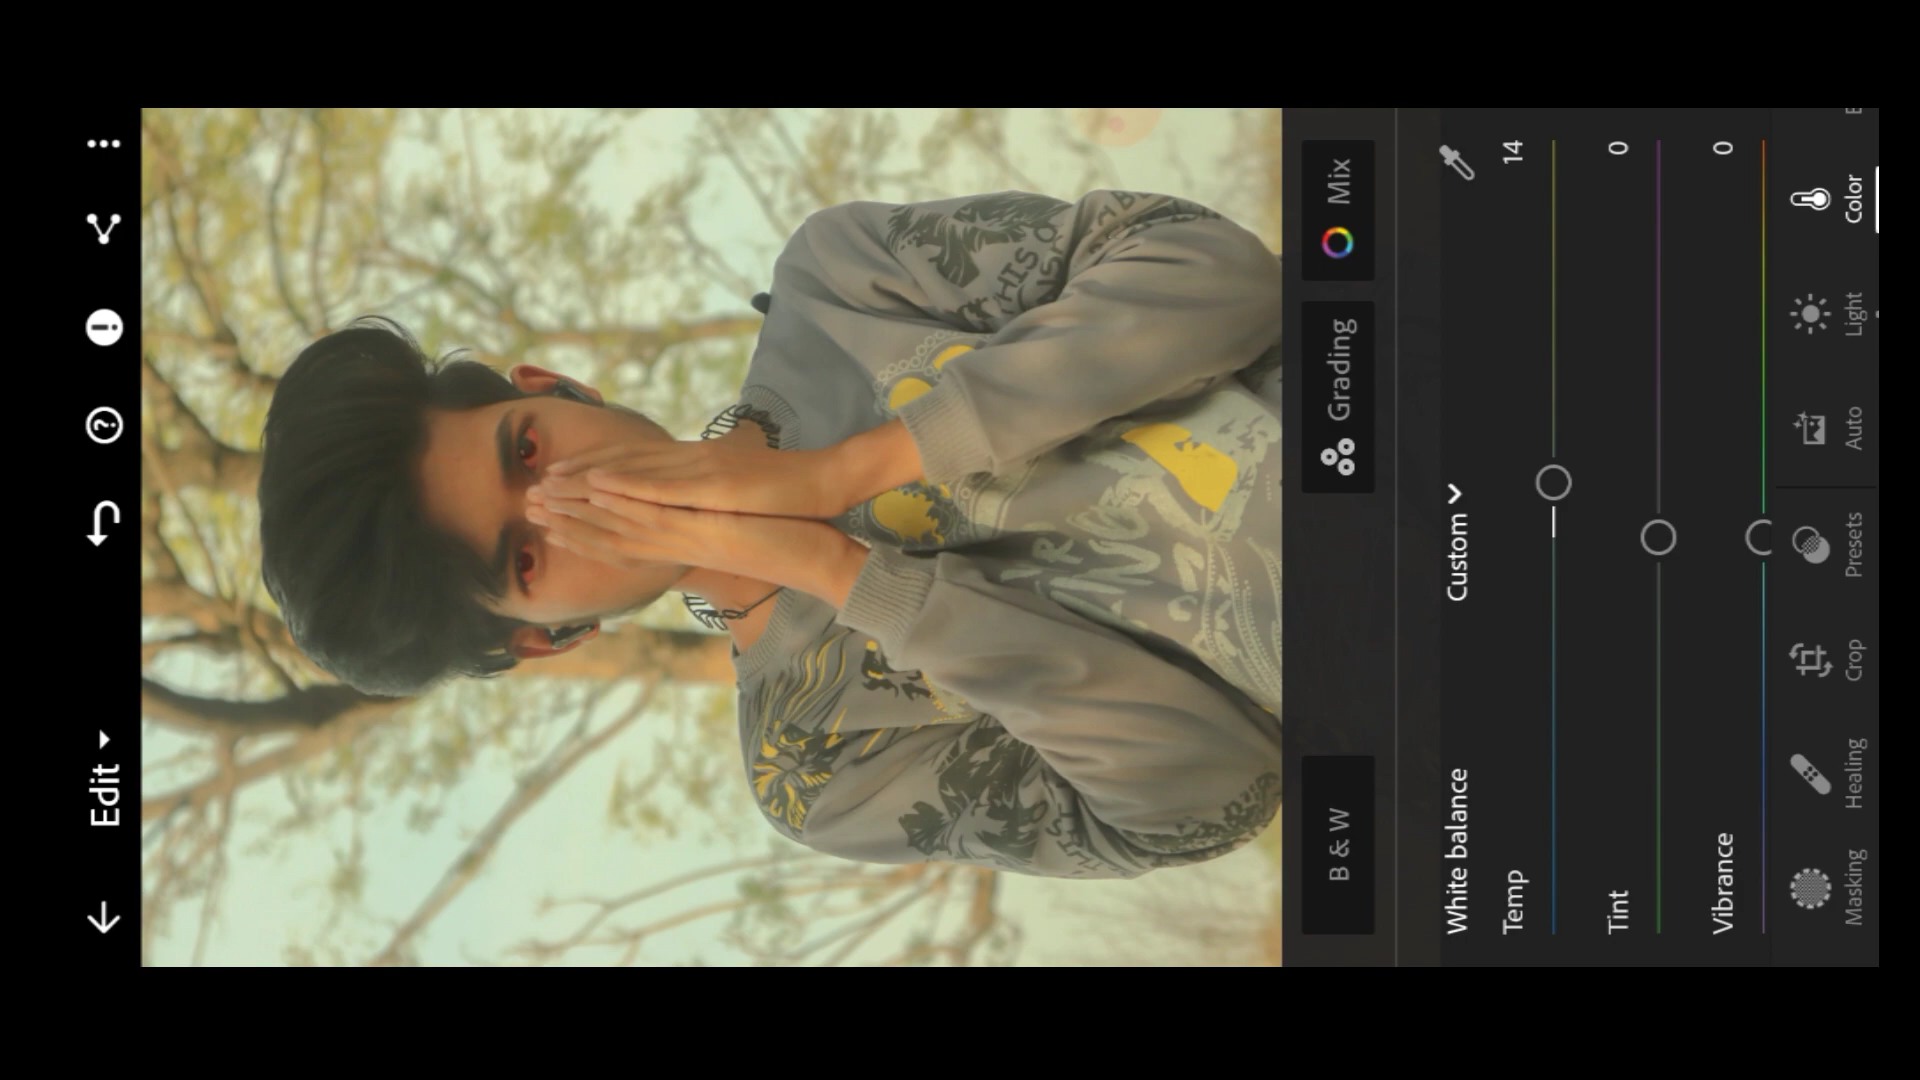 Edit
B & W
Grading
Mix
White balance
Custom
Temp
14
Tint
0
Vibrance
0
Masking
Healing
Crop
Presets
Auto
Light
Color
THIS